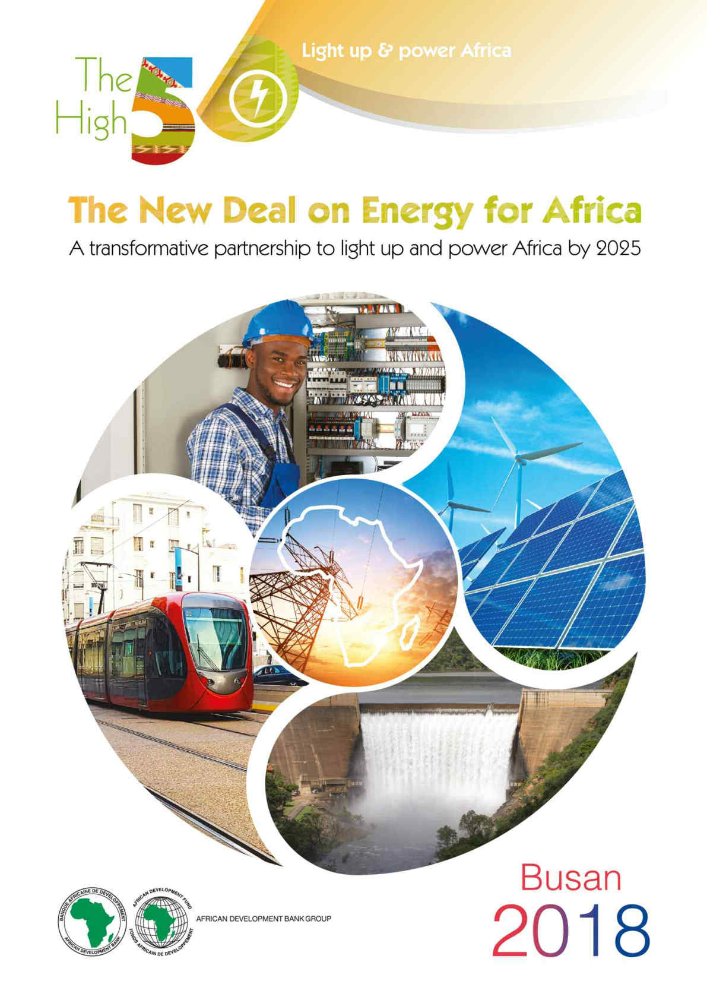 Light up & power Africa
The
High
5
The New Deal on Energy for Africa
A transformative partnership to light up and power Africa by 2025
BANQUE AFRICAINE DE DEVELOPPEMENT
AFRICAN DEVELOPMENT BANK
AFRICAN DEVELOPMENT FUND
FONDS AFRICAIN DE DEVELOPPEMENT
AFRICAN DEVELOPMENT BANK GROUP
Busan
2018